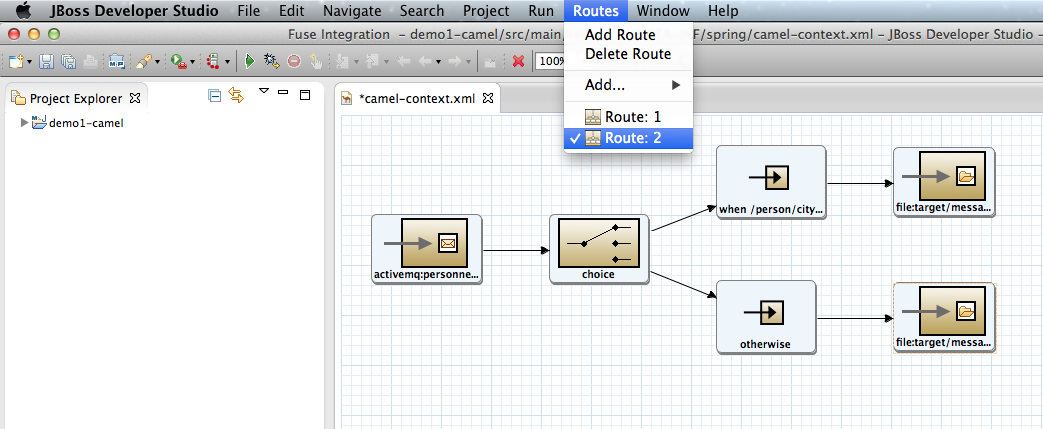 JBoss Developer Studio File Edit Navigate Search Project Run Routes Window Help
Fuse Integration - demo1-camel/src/main/ F/spring/camel-context.xml - JBoss Developer Studio -
Add Route
Delete Route
Add...
Route: 1
Route: 2
100%
Project Explorer
demo1-camel
*camel-context.xml
when /person/city...
file:target/messa...
activemq:personne...
choice
otherwise
file:target/messa...